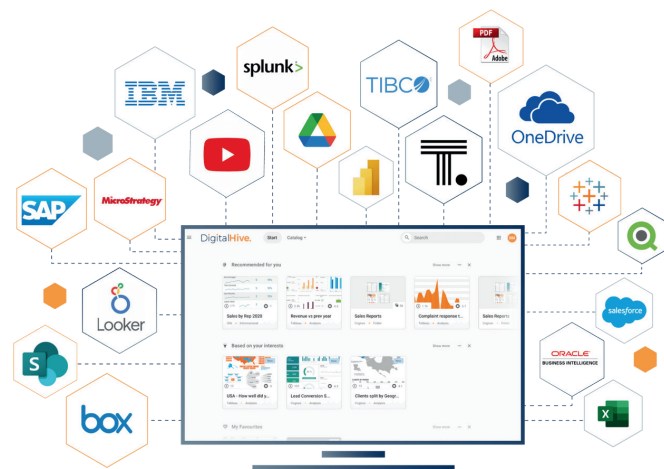 PDF
Adobe
splunk>
IBM
TIBCO
OneDrive
T.
SAP
MicroStrategy
DigitalHive.
Start
Catalog
Search
Recommended for you
Show more
Sales by Rep 2020
Revenue vs prev year
Sales Reports
Complaint response t...
Sales Reports
Looker
salesforce
S
Based on your interests
Show more
ORACLE
BUSINESS INTELLIGENCE
USA - How well did y...
Lead Conversion S...
Clients split by Geogr...
box
X
My Favourites
Show more